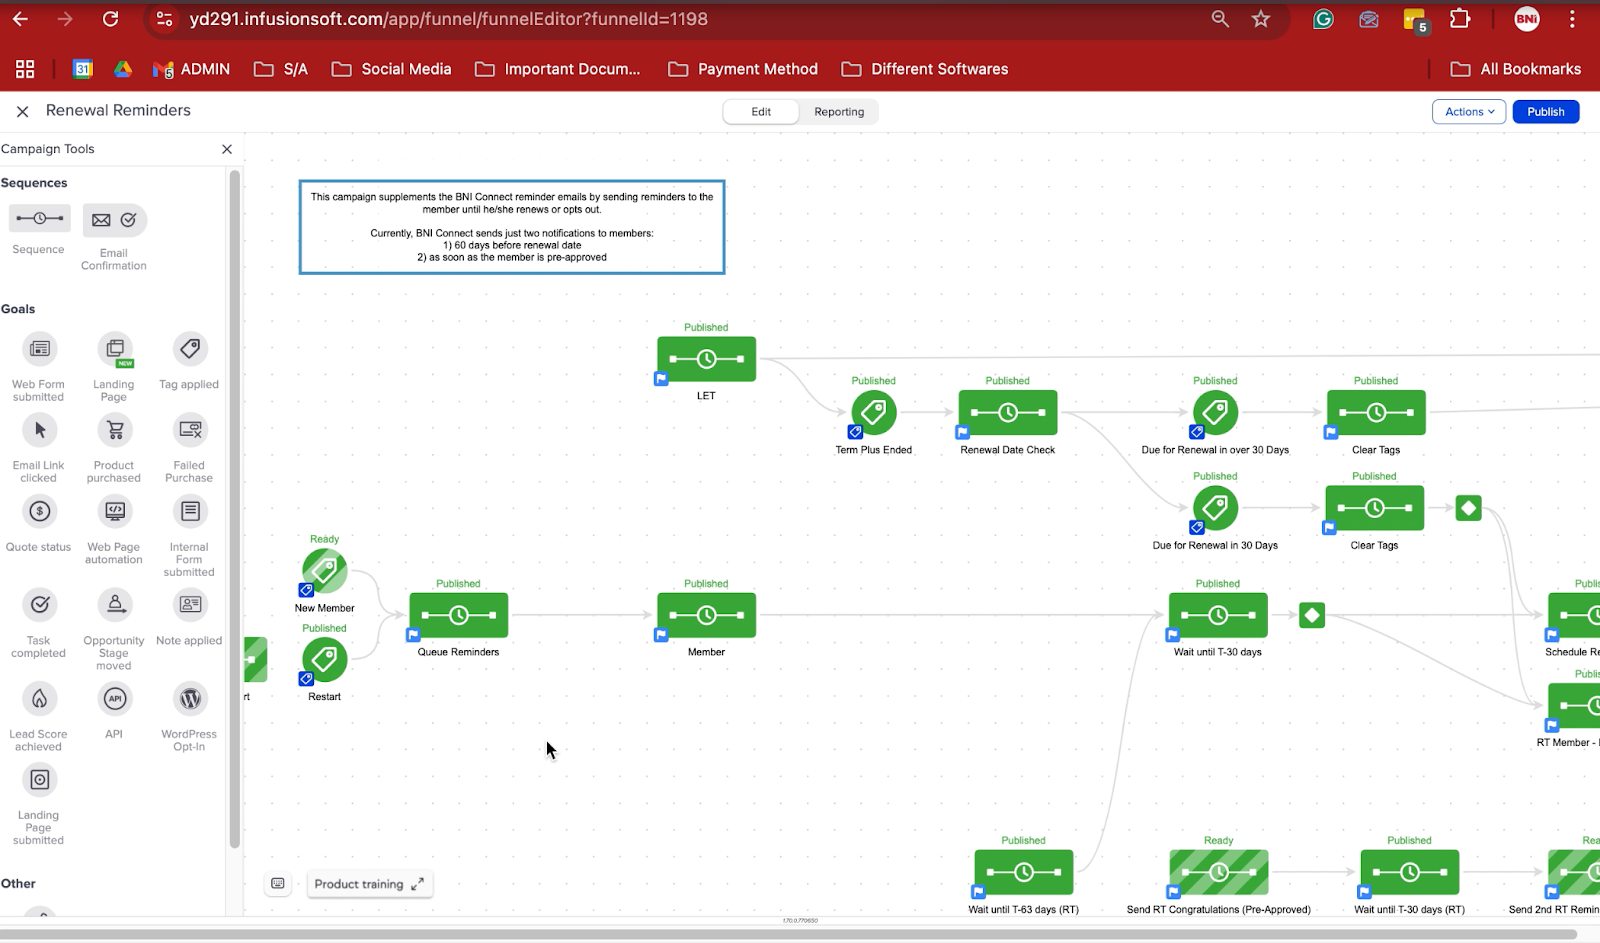 yd291.infusionsoft.com/app/funnel/funnelEditor?funnelId=1198
5
BNI
31
5
ADMIN
S/A
Social Media
Important Docum...
Payment Method
Different Softwares
All Bookmarks
Renewal Reminders
Edit
Reporting
Actions
Publish
Campaign Tools
Sequences
Sequence
Email
Confirmation
Goals
NEW
Web Form
submitted
Landing
Page
Tag applied
Email Link
clicked
Product
purchased
Failed
Purchase
Quote status
Web Page
automation
Internal
Form
submitted
Task
completed
Opportunity
Stage
moved
Note applied
API
Lead Score
achieved
API
WordPress
Opt-In
Landing
Page
submitted
Other
This campaign supplements the BNI Connect reminder emails by sending reminders to the
member until he/she renews or opts out.
Currently, BNI Connect sends just two notifications to members:
1) 60 days before renewal date
2) as soon as the member is pre-approved
Published
LET
Published
Term Plus Ended
Published
Renewal Date Check
Published
Due for Renewal in over 30 Days
Published
Clear Tags
Published
Due for Renewal in 30 Days
Published
Clear Tags
Ready
New Member
Published
Restart
rt
Published
Queue Reminders
Published
Member
Published
Wait until T-30 days
Publis
Schedule Re
Publis
RT Member -
Published
Wait until T-63 days (RT)
Ready
Send RT Congratulations (Pre-Approved)
Published
Wait until T-30 days (RT)
Rea
Send 2nd RT Remin
Product training
1.70.0.770650